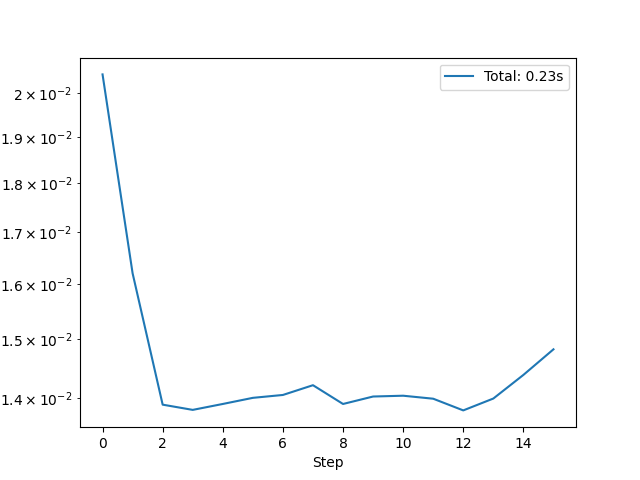 Total: 0.23s
2 × 10⁻²
1.9 × 10⁻²
1.8 × 10⁻²
1.7 × 10⁻²
1.6 × 10⁻²
1.5 × 10⁻²
1.4 × 10⁻²
0 2 4 6 8 10 12 14
Step